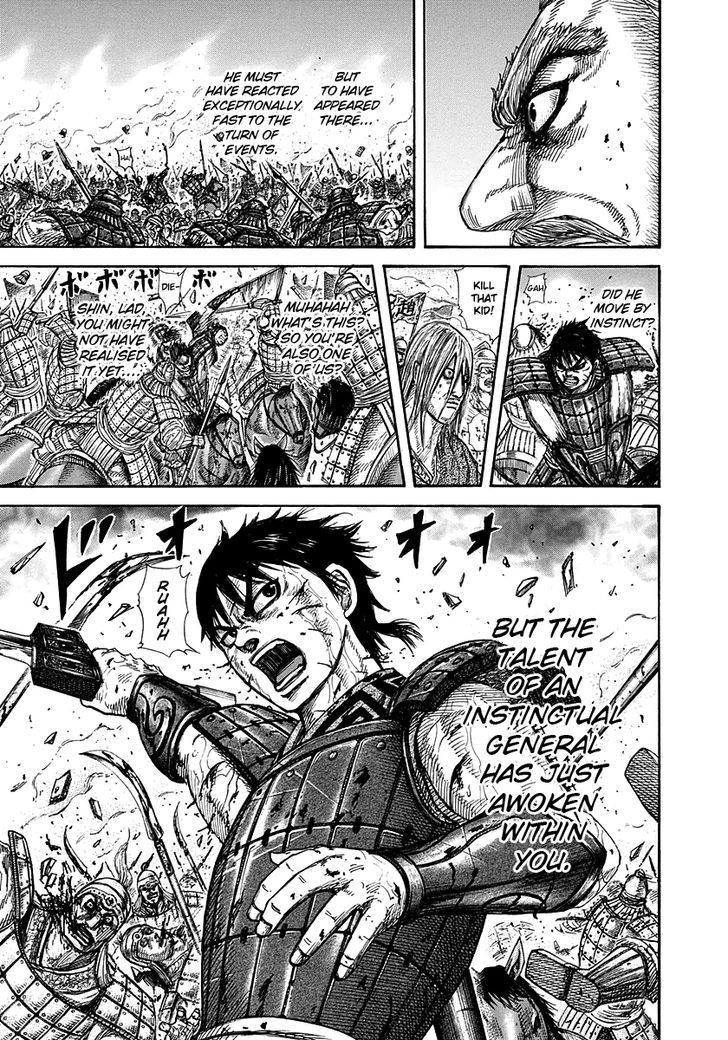 BUT
TO HAVE
APPEARED
THERE...
HE MUST
HAVE REACTED
EXCEPTIONALLY
FAST TO THE
TURN OF
EVENTS.
HA
DID HE
MOVE BY
INSTINCT?
GAH
KILL
THAT
KID!
趙
MUHAHAH
WHAT'S THIS?
SO YOU'RE
ALSO ONE
OF US?
DIE-
SHIN, LAD,
YOU MIGHT
NOT HAVE
REALISED
IT YET...
ボボボボ
オオド
RUAHH
BUT THE
TALENT
OF AN
INSTINCTUAL
GENERAL
HAS JUST
AWOKEN
WITHIN
YOU.